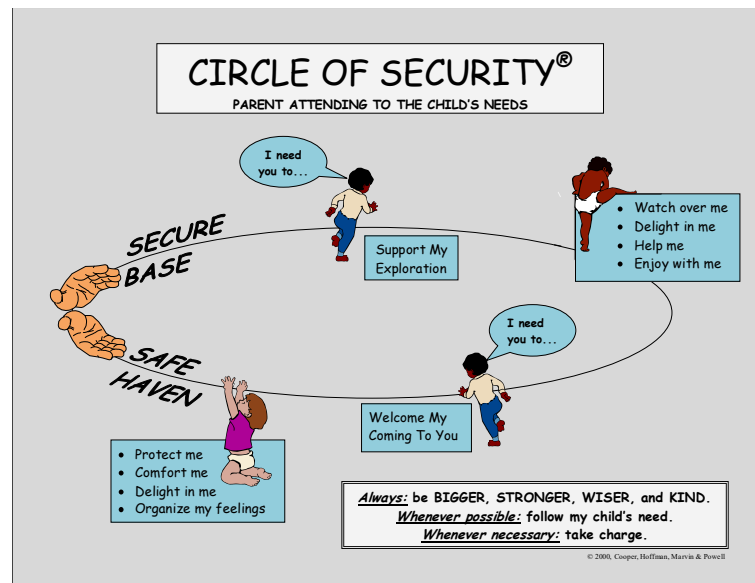 CIRCLE OF SECURITY®
PARENT ATTENDING TO THE CHILD'S NEEDS
I need
you to...
SECURE
BASE
Support My
Exploration
• Watch over me
• Delight in me
• Help me
• Enjoy with me
I need
you to...
SAFE
HAVEN
Welcome My
Coming To You
• Protect me
• Comfort me
• Delight in me
• Organize my feelings
Always: be BIGGER, STRONGER, WISER, and KIND.
Whenever possible: follow my child's need.
Whenever necessary: take charge.
© 2000, Cooper, Hoffman, Marvin & Powell